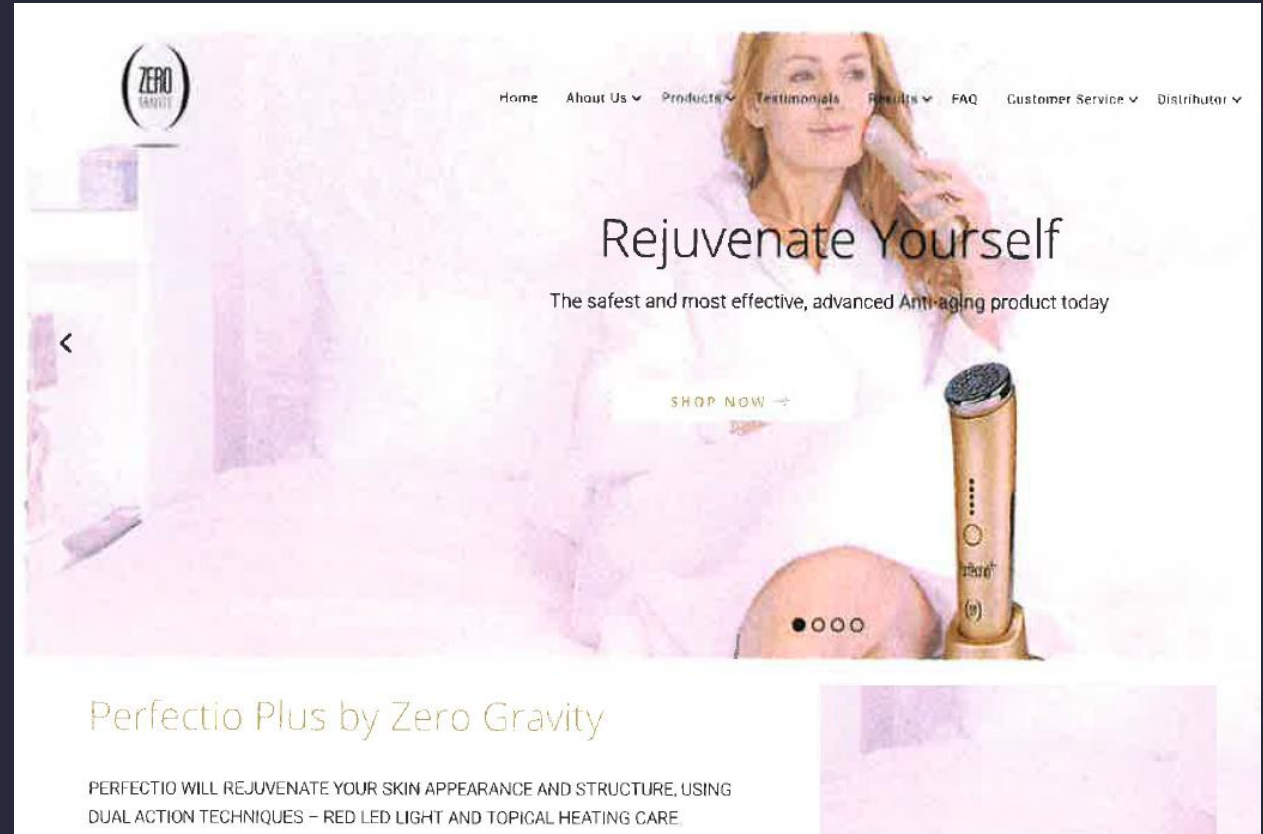 ZERO
GRAVITY
Home About Us Products Testimonials Results FAQ Customer Service Distributor
Rejuvenate Yourself
The safest and most effective, advanced Anti-aging product today
SHOP NOW →
Perfectio Plus by Zero Gravity
PERFECTIO WILL REJUVENATE YOUR SKIN APPEARANCE AND STRUCTURE, USING
DUAL ACTION TECHNIQUES – RED LED LIGHT AND TOPICAL HEATING CARE.